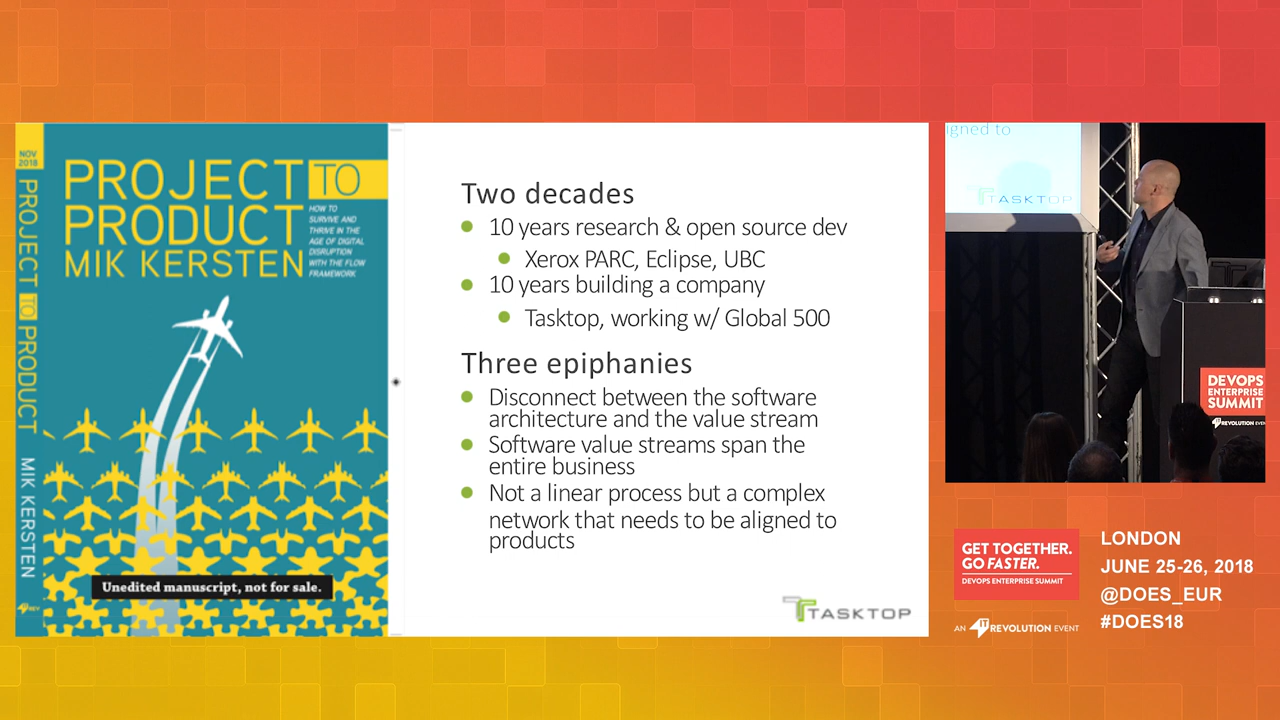 NOV
2018
PROJECT TO PRODUCT MIK KERSTEN
PROJECT TO
PRODUCT
MIK KERSTEN
HOW TO
SURVIVE AND
THRIVE IN THE
AGE OF DIGITAL
DISRUPTION
WITH THE FLOW
FRAMEWORK
Unedited manuscript, not for sale.
IT REV
Two decades
10 years research & open source dev
Xerox PARC, Eclipse, UBC
10 years building a company
Tasktop, working w/ Global 500
Three epiphanies
Disconnect between the software
architecture and the value stream
Software value streams span the
entire business
Not a linear process but a complex
network that needs to be aligned to
products
TASKTOP
igned to
TASKTOP
DEVOPS
ENTERPRISE
SUMMIT
IT REVOLUTION EVENT
GET TOGETHER.
GO FASTER.
DEVOPS ENTERPRISE SUMMIT
AN IT REVOLUTION EVENT
LONDON
JUNE 25-26, 2018
@DOES_EUR
#DOES18